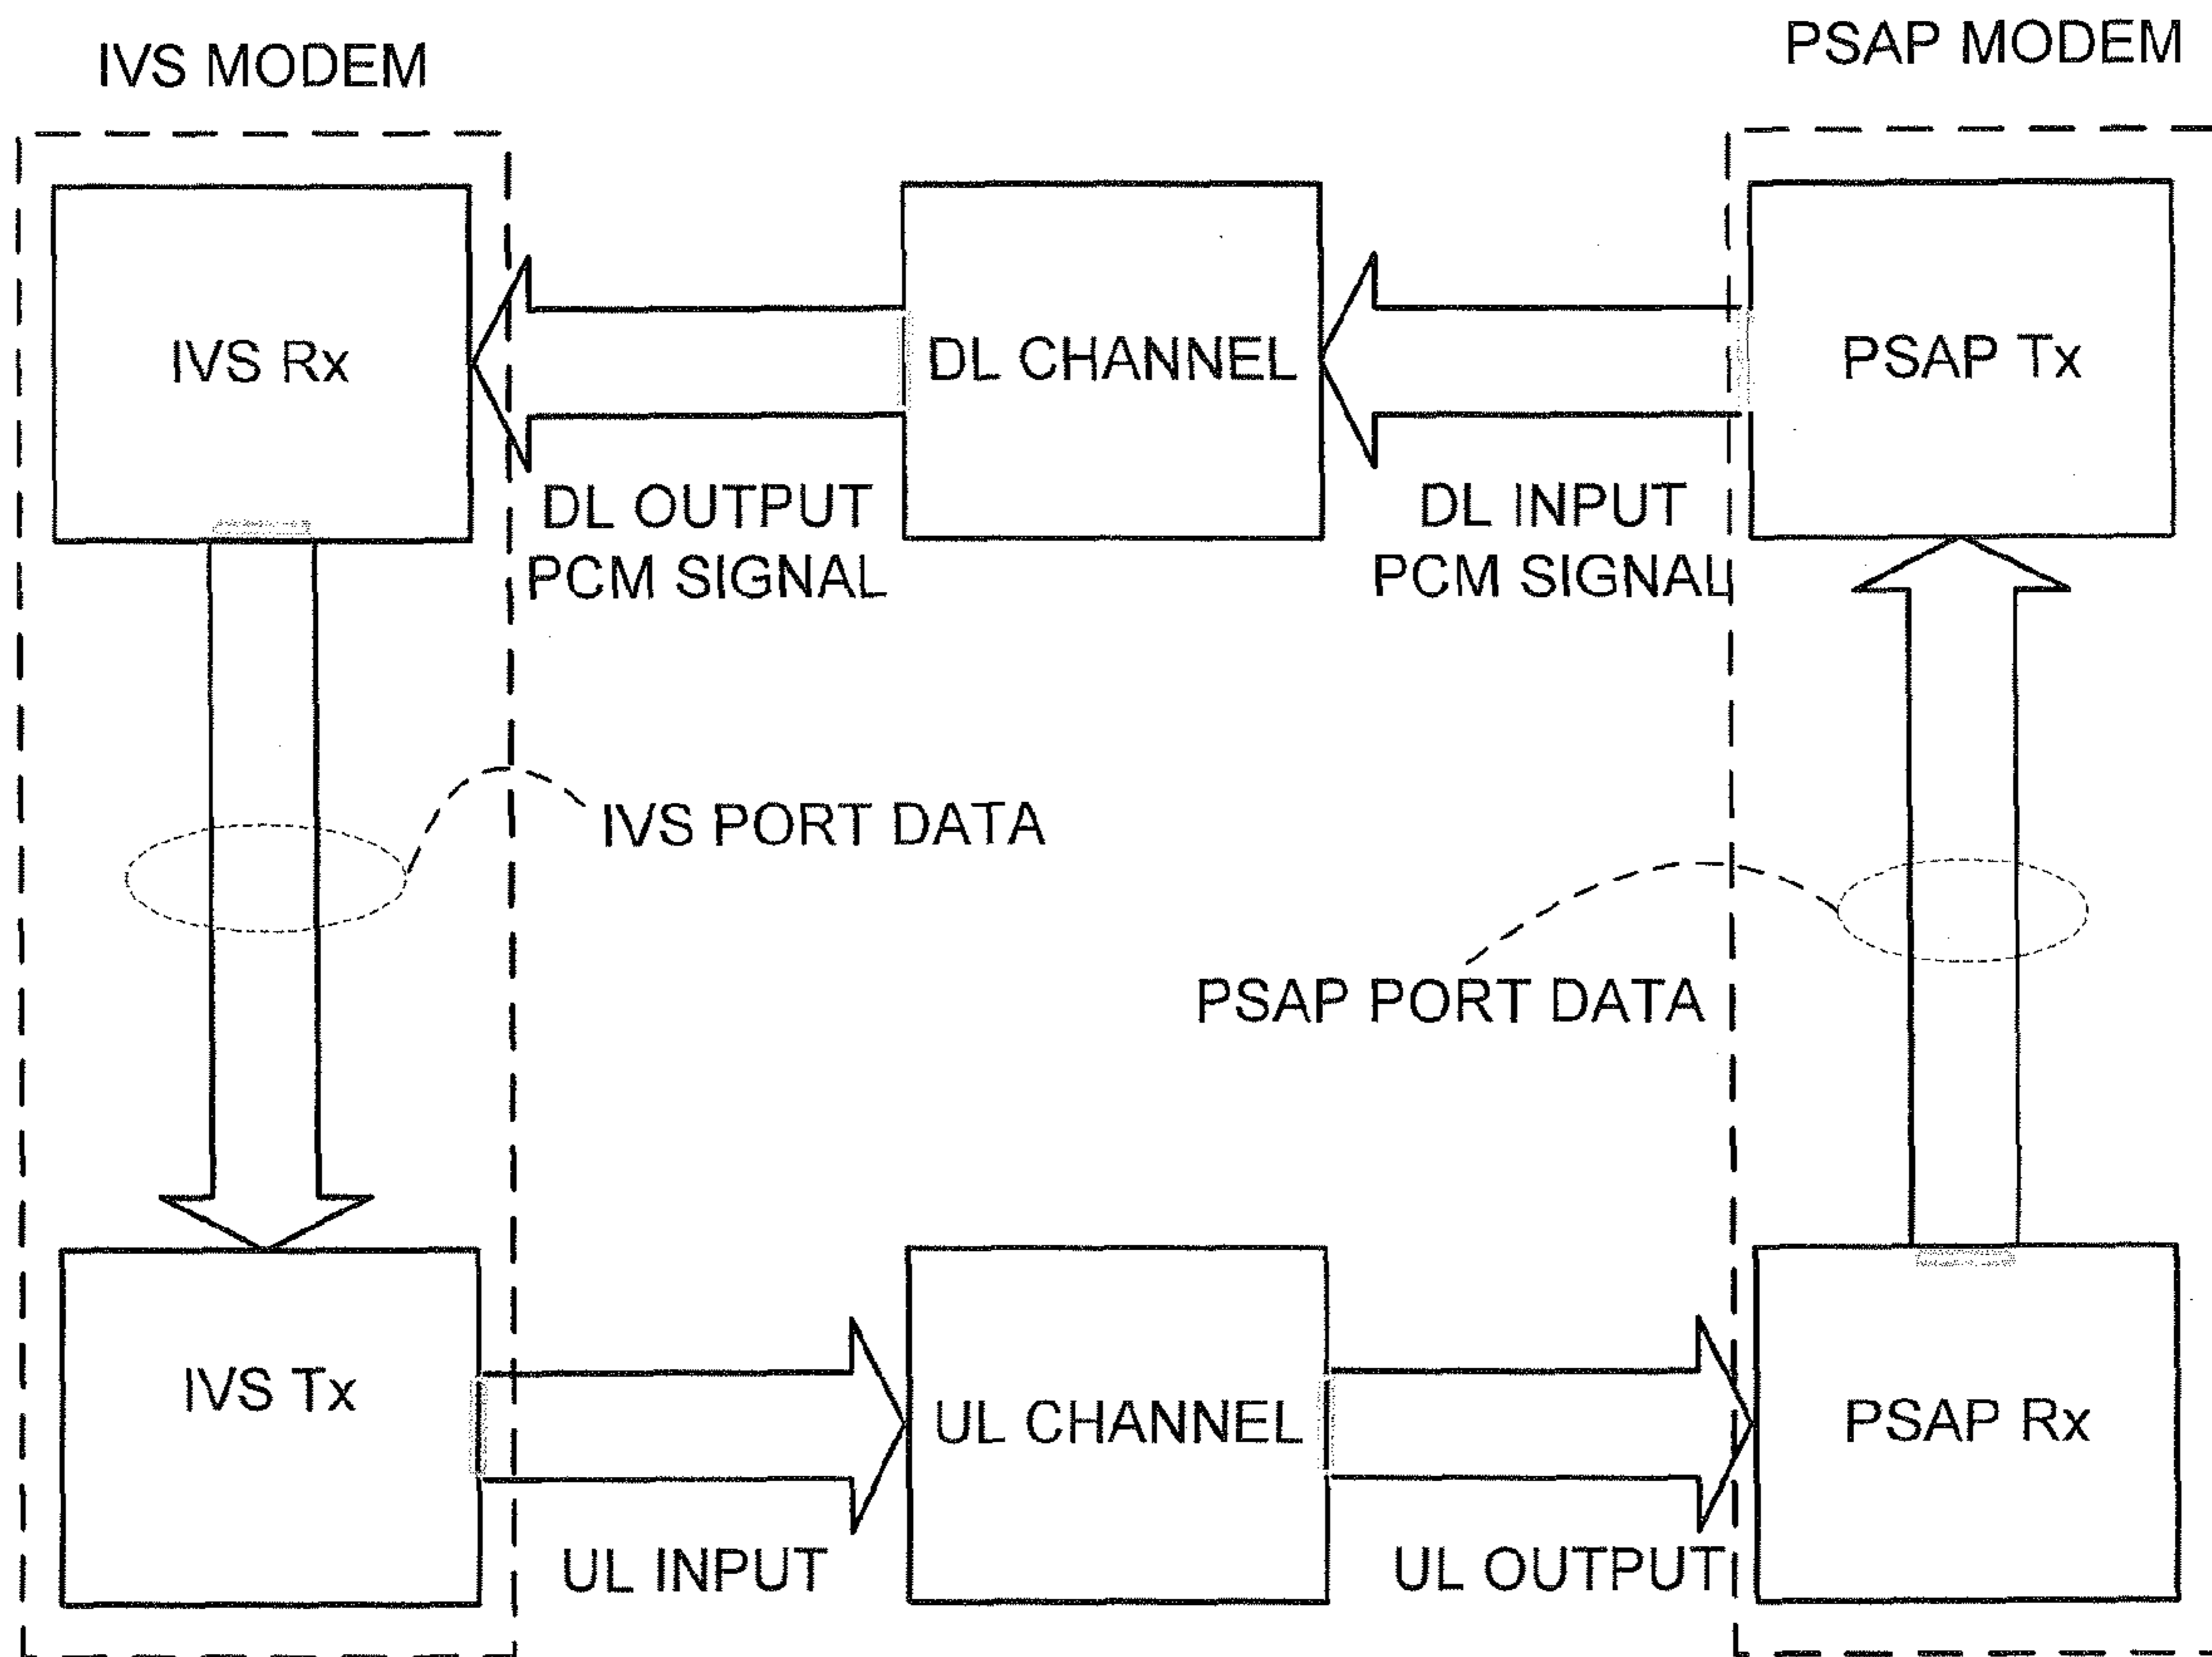 IVS MODEM
PSAP MODEM
IVS Rx
DL CHANNEL
PSAP Tx
DL OUTPUT
PCM SIGNAL
DL INPUT
PCM SIGNAL
IVS PORT DATA
PSAP PORT DATA
IVS Tx
UL CHANNEL
PSAP Rx
UL INPUT
UL OUTPUT